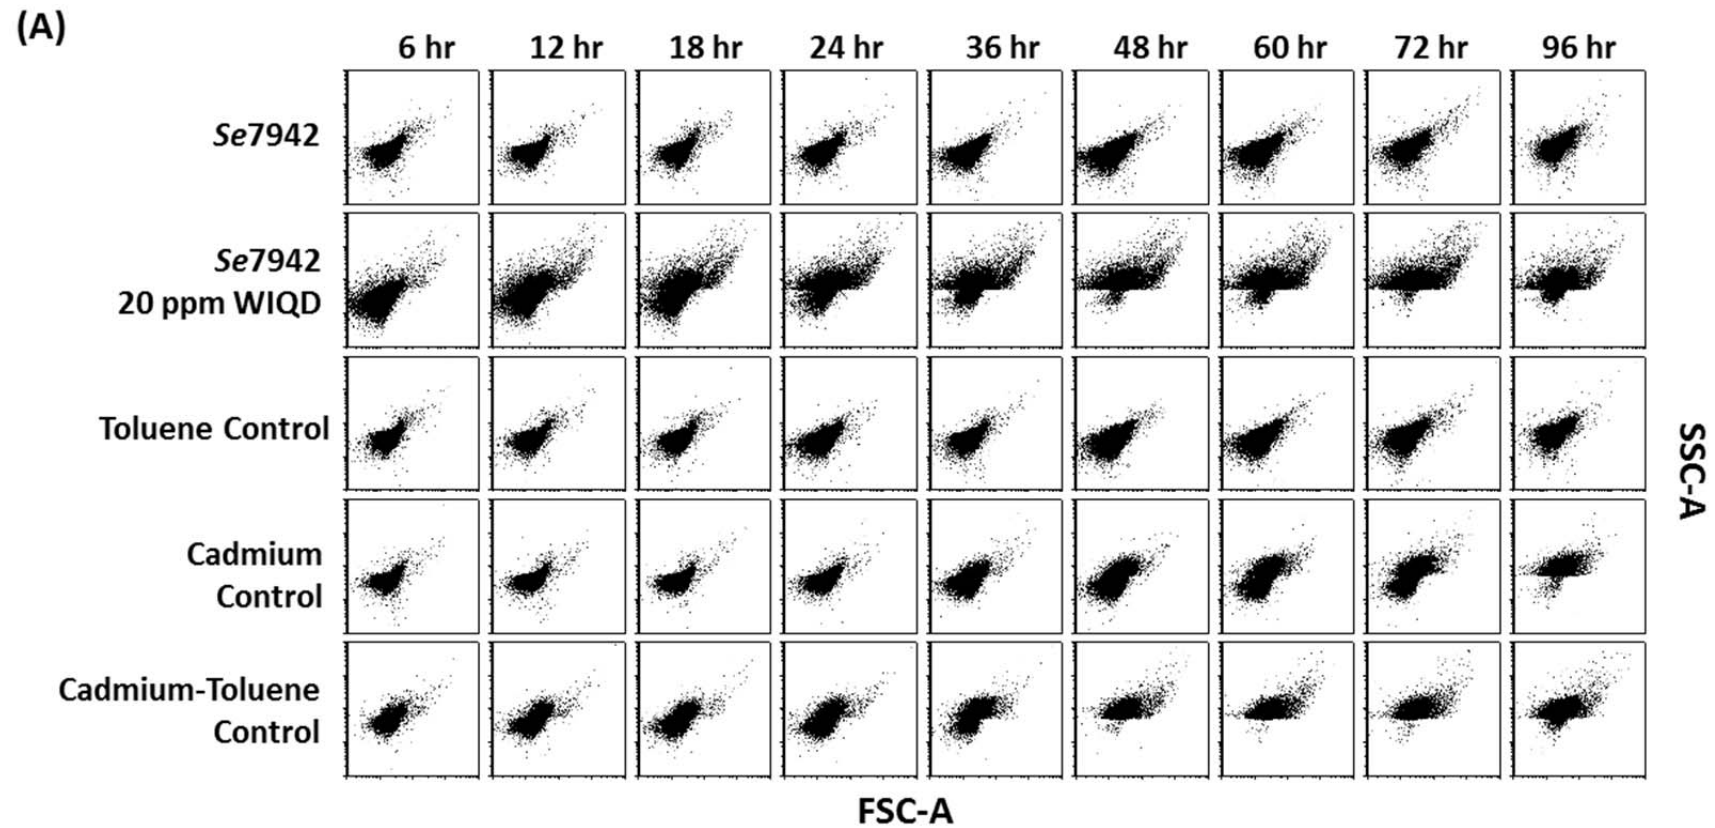 (A)
6 hr 12 hr 18 hr 24 hr 36 hr 48 hr 60 hr 72 hr 96 hr
Se7942
Se7942
20 ppm WIQD
Toluene Control
Cadmium
Control
Cadmium-Toluene
Control
SSC-A
FSC-A